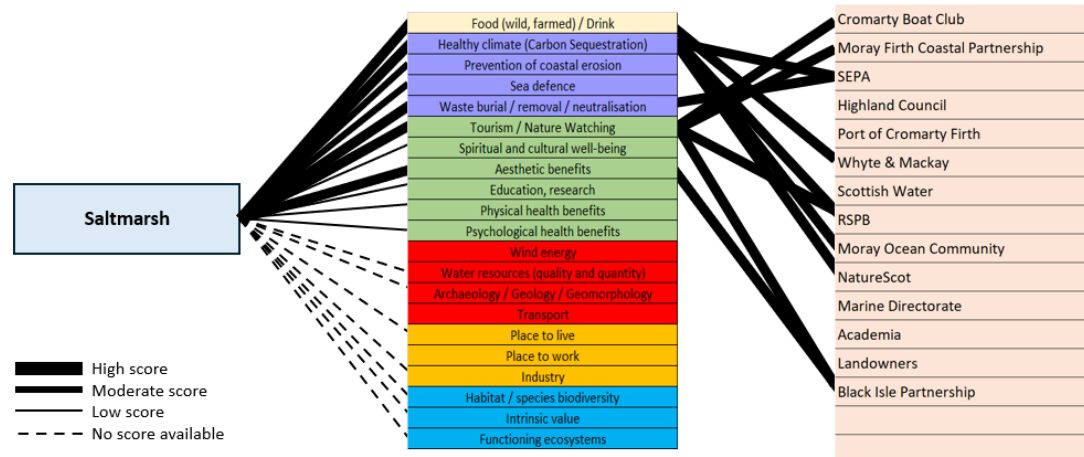 Saltmarsh
High score
Moderate score
Low score
No score available
Food (wild, farmed) / Drink
Healthy climate (Carbon Sequestration)
Prevention of coastal erosion
Sea defence
Waste burial / removal / neutralisation
Tourism / Nature Watching
Spiritual and cultural well-being
Aesthetic benefits
Education, research
Physical health benefits
Psychological health benefits
Wind energy
Water resources (quality and quantity)
Archaeology / Geology / Geomorphology
Transport
Place to live
Place to work
Industry
Habitat / species biodiversity
Intrinsic value
Functioning ecosystems
Cromarty Boat Club
Moray Firth Coastal Partnership
SEPA
Highland Council
Port of Cromarty Firth
Whyte & Mackay
Scottish Water
RSPB
Moray Ocean Community
NatureScot
Marine Directorate
Academia
Landowners
Black Isle Partnership